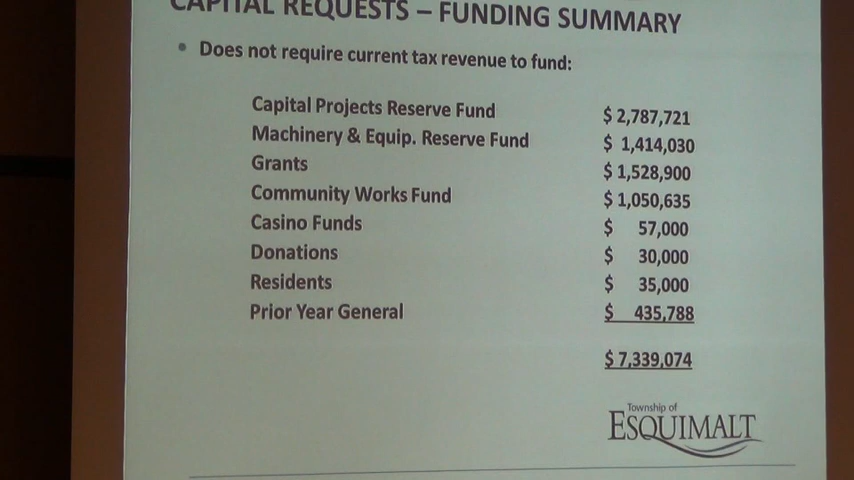 CAPITAL REQUESTS – FUNDING SUMMARY
• Does not require current tax revenue to fund:
Capital Projects Reserve Fund $ 2,787,721
Machinery & Equip. Reserve Fund $ 1,414,030
Grants $ 1,528,900
Community Works Fund $ 1,050,635
Casino Funds $ 57,000
Donations $ 30,000
Residents $ 35,000
Prior Year General $ 435,788
$ 7,339,074
Township of
ESQUIMALT